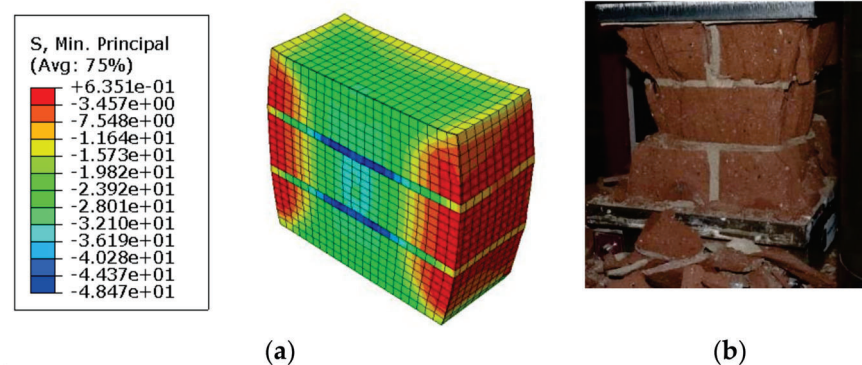 S, Min. Principal
(Avg: 75%)
+6.351e-01
-3.457e+00
-7.548e+00
-1.164e+01
-1.573e+01
-1.982e+01
-2.392e+01
-2.801e+01
-3.210e+01
-3.619e+01
-4.028e+01
-4.437e+01
-4.847e+01
(a)
(b)